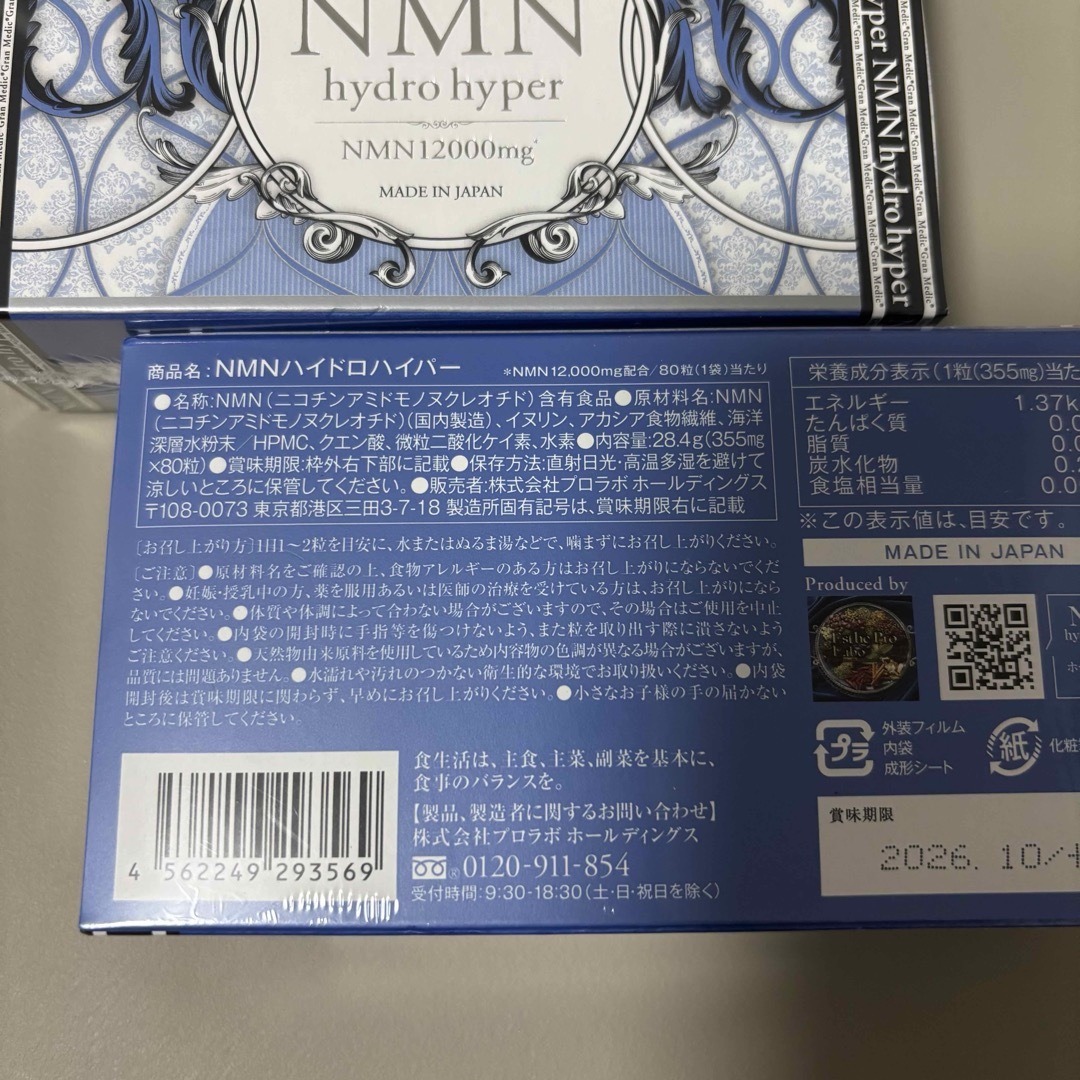 NMN
hydro hyper
NMN12000mg*
MADE IN JAPAN
hyper NMN hydro hyper
Gran Medic*Gran Medic*Gran Medic*Gran Medic*
商品名:NMNハイドロハイパー *NMN12,000mg配合/80粒(1袋)当たり
●名称:NMN(ニコチンアミドモノヌクレオチド)含有食品●原材料名:NMN
(ニコチンアミドモノヌクレオチド)(国内製造)、イヌリン、アカシア食物繊維、海洋
深層水粉末/HPMC、クエン酸、微粒二酸化ケイ素、水素●内容量:28.4g(355mg
×80粒)●賞味期限:枠外右下部に記載●保存方法:直射日光・高温多湿を避けて
涼しいところに保管してください。●販売者:株式会社プロラボ ホールディングス
〒108-0073 東京都港区三田3-7-18 製造所固有記号は、賞味期限右に記載
[お召し上がり方]1日1〜2粒を目安に、水またはぬるま湯などで、噛まずにお召し上がりください。
[ご注意]●原材料名をご確認の上、食物アレルギーのある方はお召し上がりにならないでくだ
さい。●妊娠・授乳中の方、薬を服用あるいは医師の治療を受けている方は、お召し上がりになら
ないでください。●体質や体調によって合わない場合がございますので、その場合はご使用を中止
してください。●内袋の開封時に手指等を傷つけないよう、また粒を取り出す際に潰さないよう
ご注意ください。●天然物由来原料を使用しているため内容物の色調が異なる場合がございますが、
品質には問題ありません。●水濡れや汚れのつかない衛生的な環境でお取り扱いください。●内袋
開封後は賞味期限に関わらず、早めにお召し上がりください。●小さなお子様の手の届かない
ところに保管してください。
4 562249 293569
食生活は、主食、主菜、副菜を基本に、
食事のバランスを。
【製品、製造者に関するお問い合わせ】
株式会社プロラボ ホールディングス
0120-911-854
受付時間:9:30-18:30(土・日・祝日を除く)
栄養成分表示(1粒(355mg)当た
エネルギー 1.37k
たんぱく質 0.0
脂質 0.0
炭水化物 0.
食塩相当量 0.0
※この表示値は、目安です。
MADE IN JAPAN
Produced by
Esthe Pro
Labo
プラ
外装フィルム
内袋
成形シート
紙
化粧
賞味期限
2026. 10/